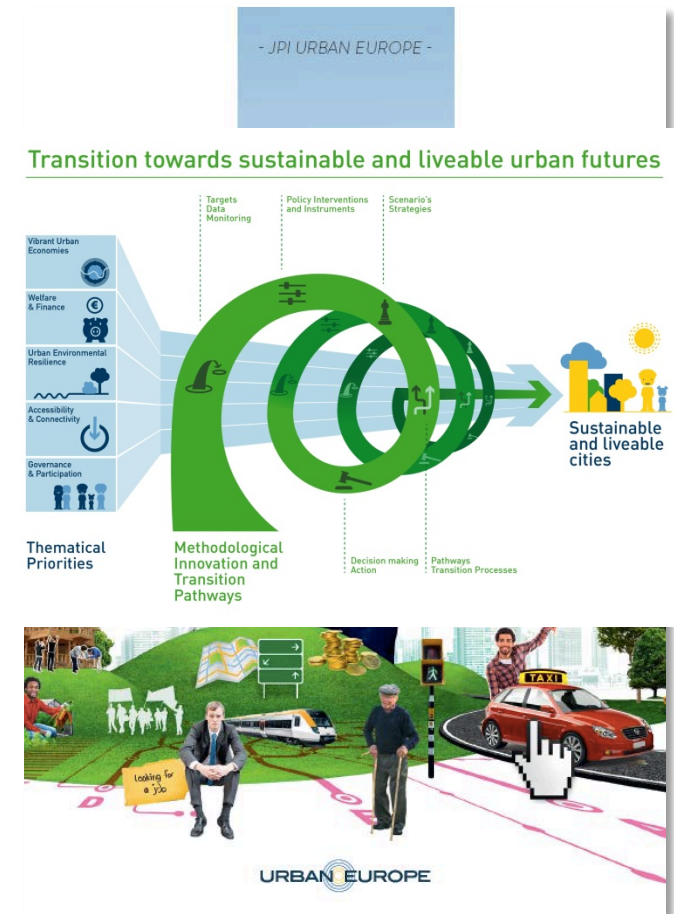 - JPI URBAN EUROPE -
Transition towards sustainable and liveable urban futures
Targets
Data
Monitoring
Policy Interventions
and Instruments
Scenario's
Strategies
Vibrant Urban
Economies
Welfare
& Finance
€
Urban Environmental
Resilience
Accessibility
& Connectivity
Governance
& Participation
Sustainable
and liveable
cities
Thematical
Priorities
Methodological
Innovation and
Transition
Pathways
Decision making
Action
Pathways
Transition Processes
TAXI
looking for
a job
URBAN EUROPE